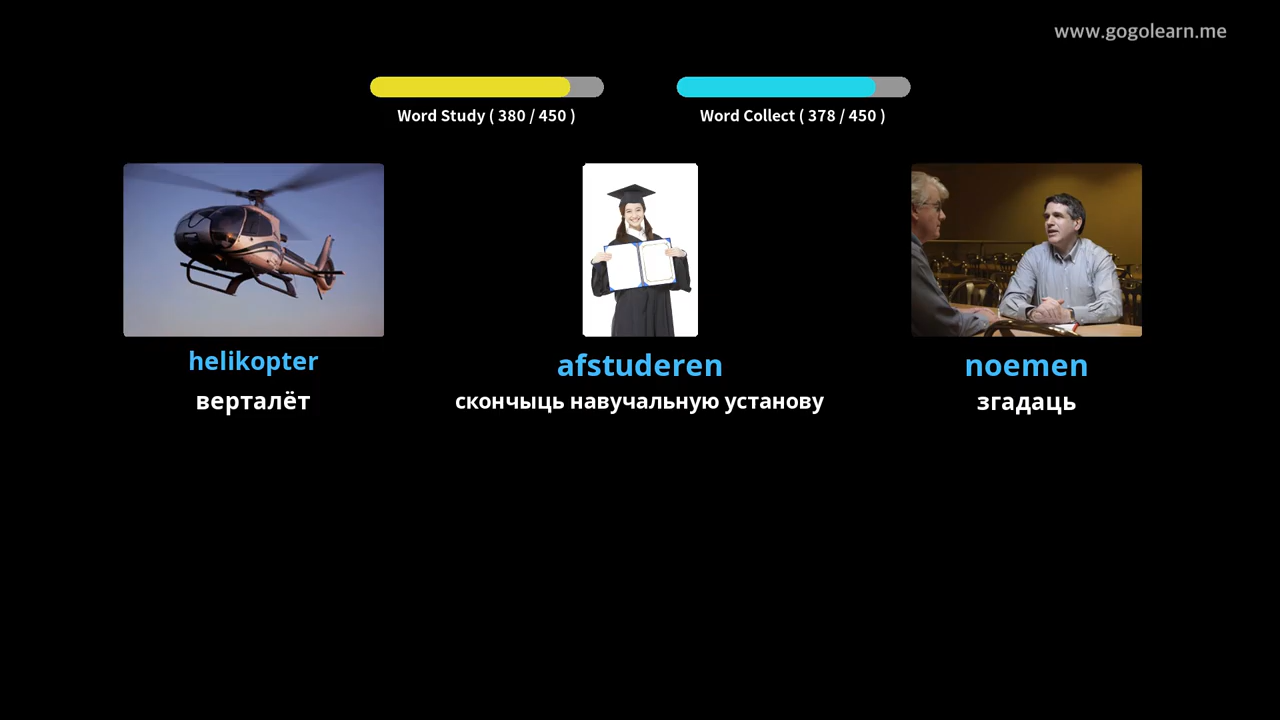 www.gogolearn.me
Word Study ( 380 / 450 )
Word Collect ( 378 / 450 )
helikopter
afstuderen
noemen
верталёт
скончыць навучальную установу
згадаць